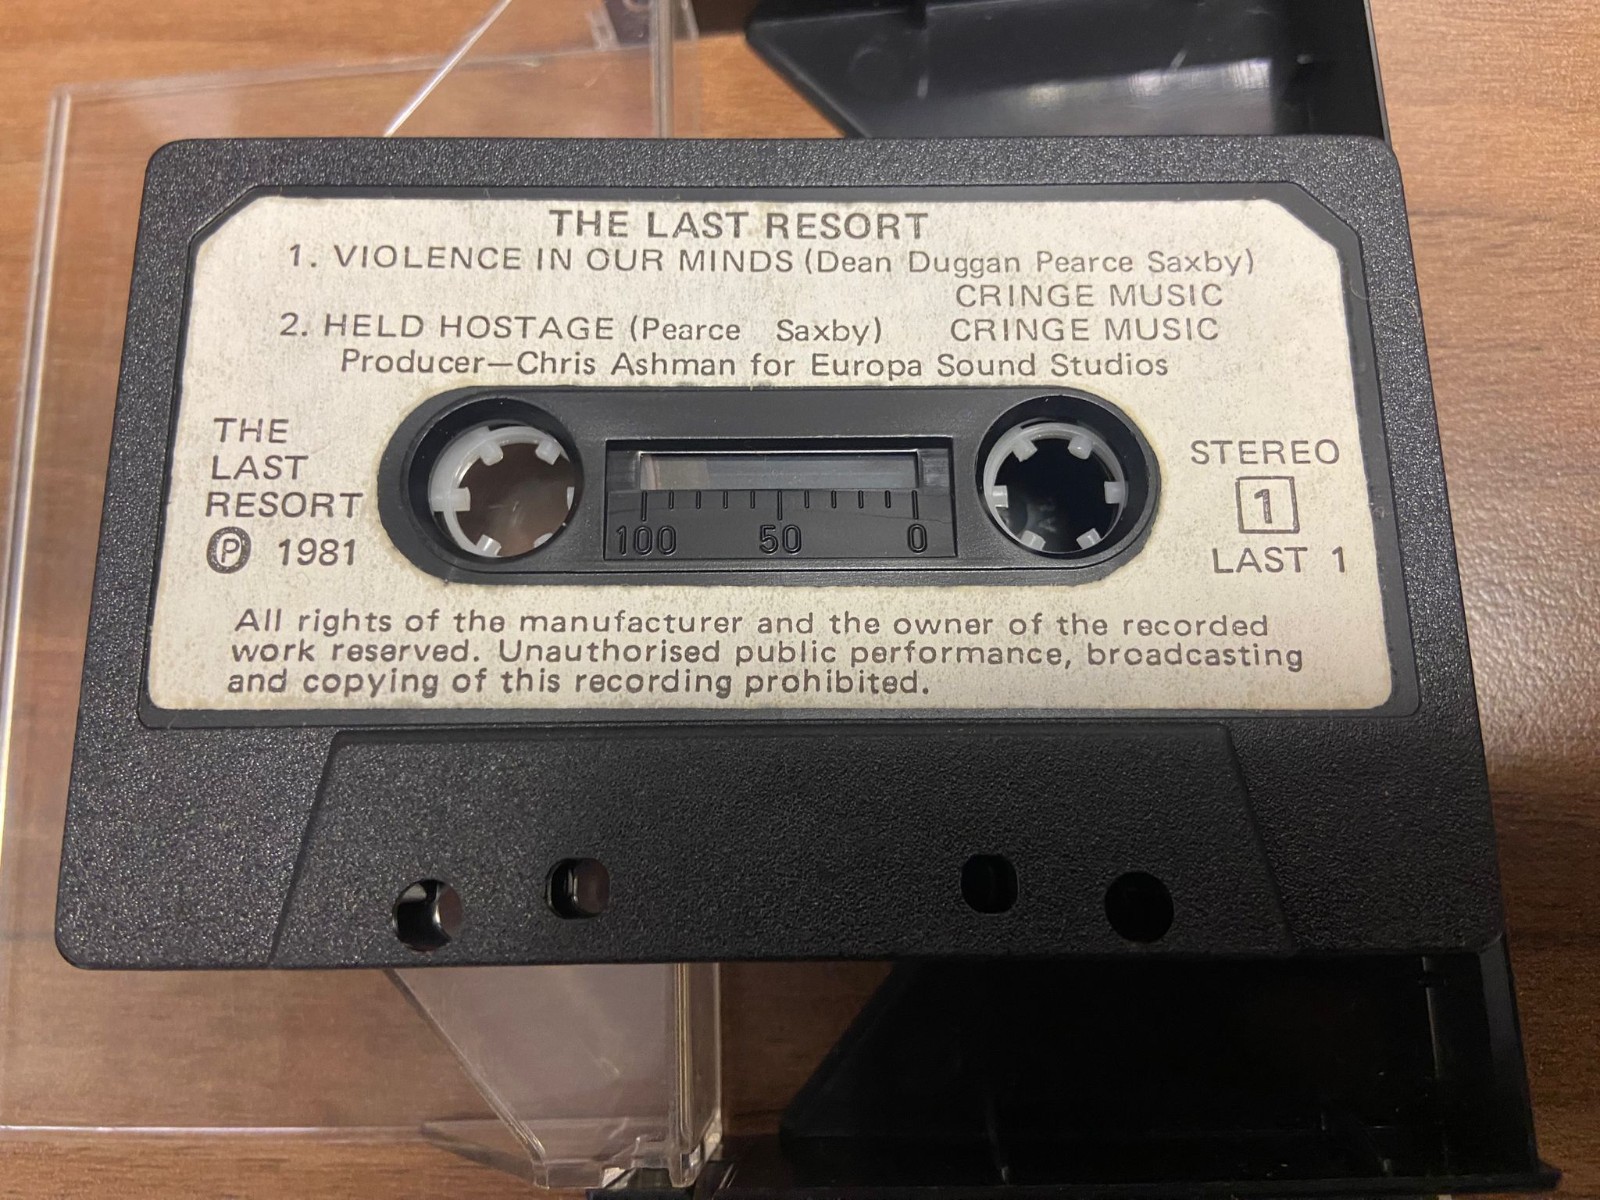 THE LAST RESORT
1. VIOLENCE IN OUR MINDS (Dean Duggan Pearce Saxby)
CRINGE MUSIC
2. HELD HOSTAGE (Pearce Saxby) CRINGE MUSIC
Producer—Chris Ashman for Europa Sound Studios
THE
LAST
RESORT
Ⓟ 1981
100 50 0
STEREO
1
LAST 1
All rights of the manufacturer and the owner of the recorded
work reserved. Unauthorised public performance, broadcasting
and copying of this recording prohibited.